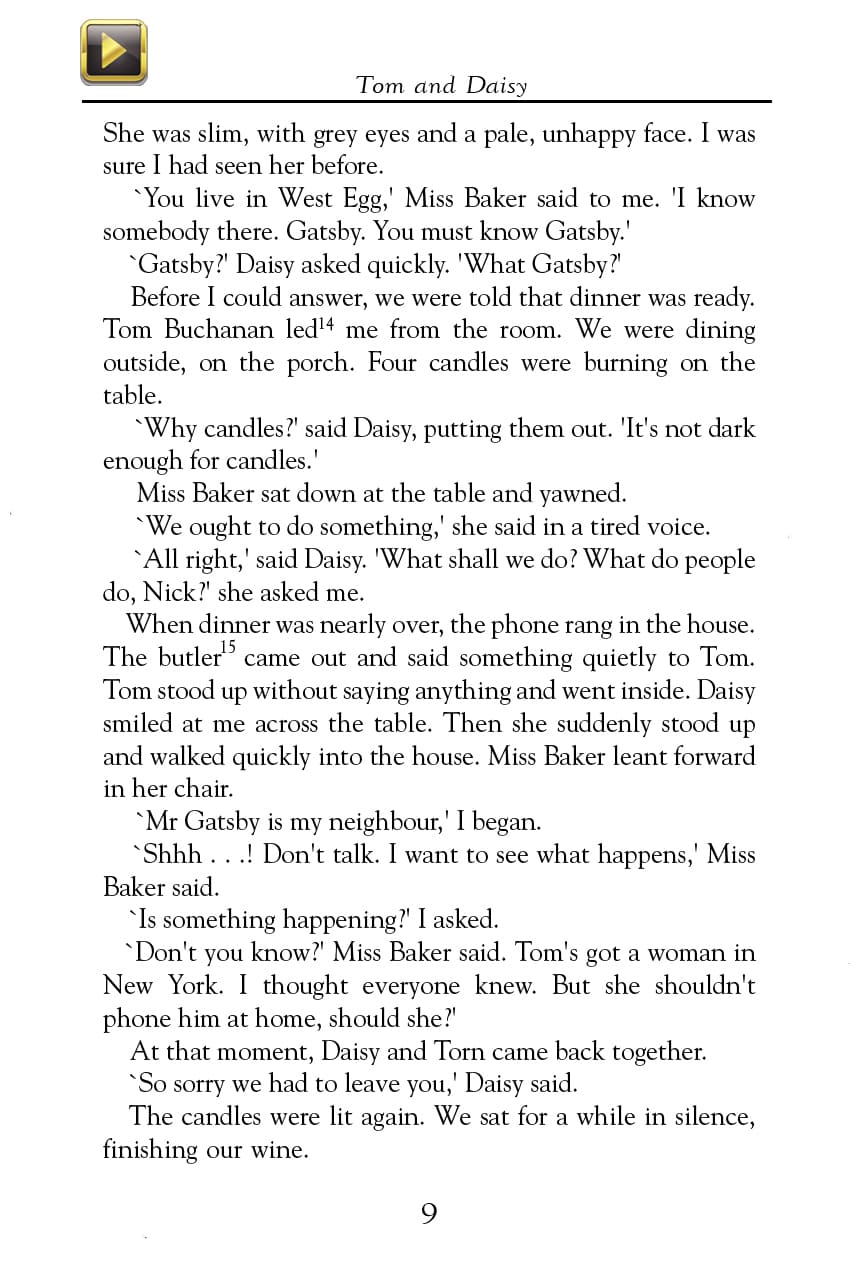 Tom and Daisy
She was slim, with grey eyes and a pale, unhappy face. I was
sure I had seen her before.
`You live in West Egg,' Miss Baker said to me. 'I know
somebody there. Gatsby. You must know Gatsby.'
`Gatsby?' Daisy asked quickly. 'What Gatsby?'
Before I could answer, we were told that dinner was ready.
Tom Buchanan led14 me from the room. We were dining
outside, on the porch. Four candles were burning on the
table.
`Why candles?' said Daisy, putting them out. 'It's not dark
enough for candles.'
Miss Baker sat down at the table and yawned.
`We ought to do something,' she said in a tired voice.
`All right,' said Daisy. 'What shall we do? What do people
do, Nick?' she asked me.
When dinner was nearly over, the phone rang in the house.
The butler15 came out and said something quietly to Tom.
Tom stood up without saying anything and went inside. Daisy
smiled at me across the table. Then she suddenly stood up
and walked quickly into the house. Miss Baker leant forward
in her chair.
`Mr Gatsby is my neighbour,' I began.
`Shhh . . .! Don't talk. I want to see what happens,' Miss
Baker said.
`Is something happening?' I asked.
`Don't you know?' Miss Baker said. Tom's got a woman in
New York. I thought everyone knew. But she shouldn't
phone him at home, should she?'
At that moment, Daisy and Torn came back together.
`So sorry we had to leave you,' Daisy said.
The candles were lit again. We sat for a while in silence,
finishing our wine.
9